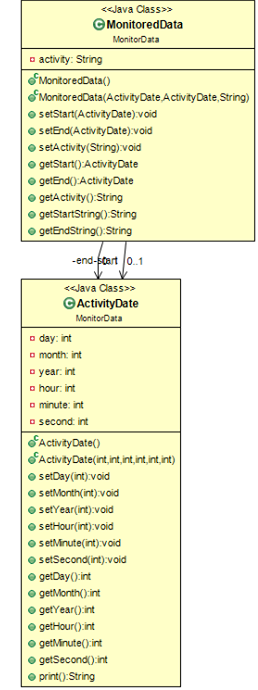 <<Java Class>>
MonitoredData
MonitorData
activity: String
MonitoredData()
MonitoredData(ActivityDate,ActivityDate,String)
setStart(ActivityDate):void
setEnd(ActivityDate):void
setActivity(String):void
getStart():ActivityDate
getEnd():ActivityDate
getActivity():String
getStartString():String
getEndString():String
-end -start 0..1
<<Java Class>>
ActivityDate
MonitorData
day: int
month: int
year: int
hour: int
minute: int
second: int
ActivityDate()
ActivityDate(int,int,int,int,int,int)
setDay(int):void
setMonth(int):void
setYear(int):void
setHour(int):void
setMinute(int):void
setSecond(int):void
getDay():int
getMonth():int
getYear():int
getHour():int
getMinute():int
getSecond():int
print():String